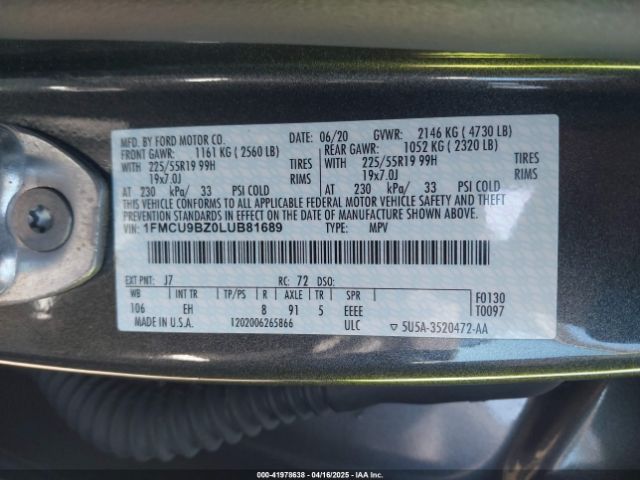 MFD. BY FORD MOTOR CO. DATE: 06/20 GVWR: 2146 KG ( 4730 LB)
FRONT GAWR: 1161 KG ( 2560 LB) REAR GAWR: 1052 KG ( 2320 LB)
WITH 225/55R19 99H TIRES WITH 225/55R19 99H TIRES
19x7.0J RIMS 19x7.0J RIMS
AT 230 kPa/ 33 PSI COLD AT 230 kPa/ 33 PSI COLD
THIS VEHICLE CONFORMS TO ALL APPLICABLE FEDERAL MOTOR VEHICLE SAFETY AND THEFT
PREVENTION STANDARDS IN EFFECT ON THE DATE OF MANUFACTURE SHOWN ABOVE.
VIN: 1FMCU9BZ0LUB81689 TYPE: MPV
EXT PNT: J7 RC: 72 DSO:
WB INT TR TP/PS R AXLE TR SPR F0130
106 EH 8 91 5 EEEE T0097
MADE IN U.S.A. 1202006265866 ULC ▽ 5U5A-3520472-AA
000-41978638 - 04/16/2025 - IAAI.CA